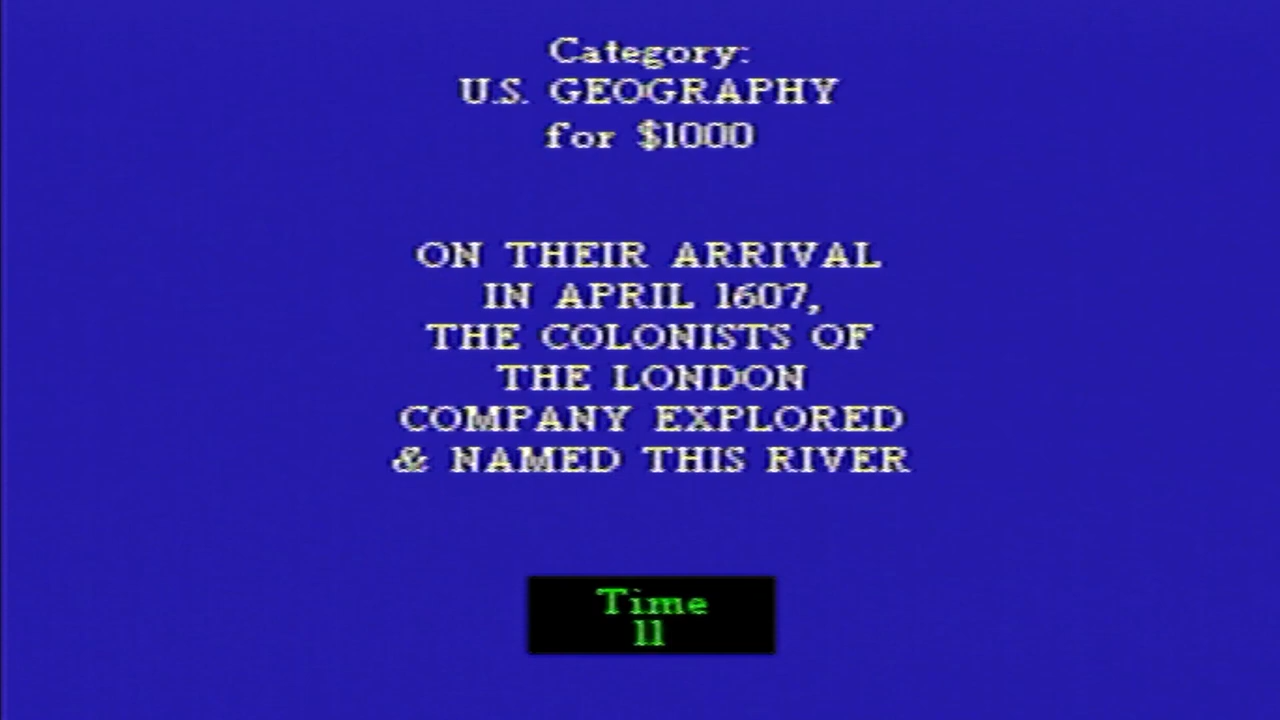 Category:
U.S. GEOGRAPHY
for $1000
ON THEIR ARRIVAL
IN APRIL 1607,
THE COLONISTS OF
THE LONDON
COMPANY EXPLORED
& NAMED THIS RIVER
Time
11